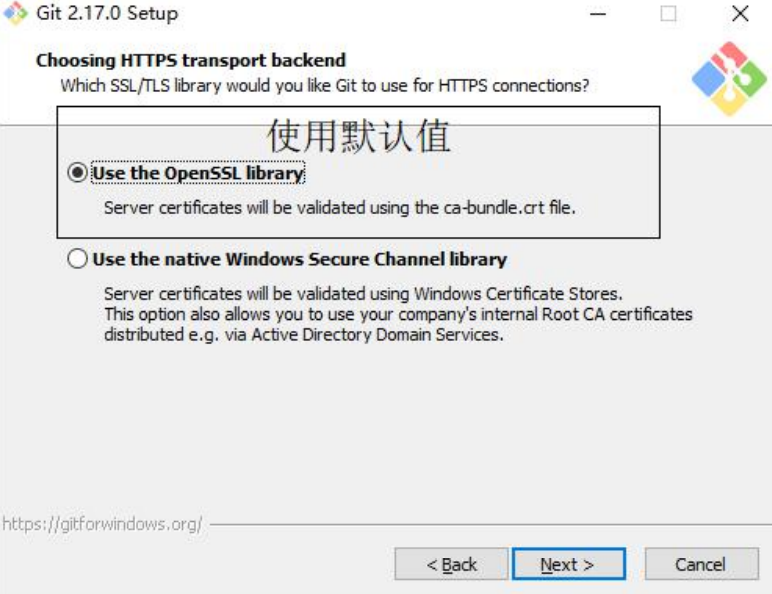 Git 2.17.0 Setup
Choosing HTTPS transport backend
Which SSL/TLS library would you like Git to use for HTTPS connections?
使用默认值
Use the OpenSSL library
Server certificates will be validated using the ca-bundle.crt file.
Use the native Windows Secure Channel library
Server certificates will be validated using Windows Certificate Stores.
This option also allows you to use your company's internal Root CA certificates
distributed e.g. via Active Directory Domain Services.
https://gitforwindows.org/
< Back Next > Cancel